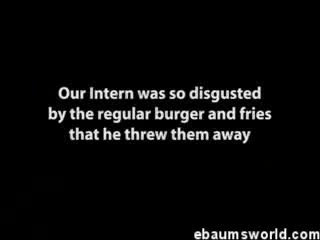 Our Intern was so disgusted
by the regular burger and fries
that he threw them away
ebaumsworld.com